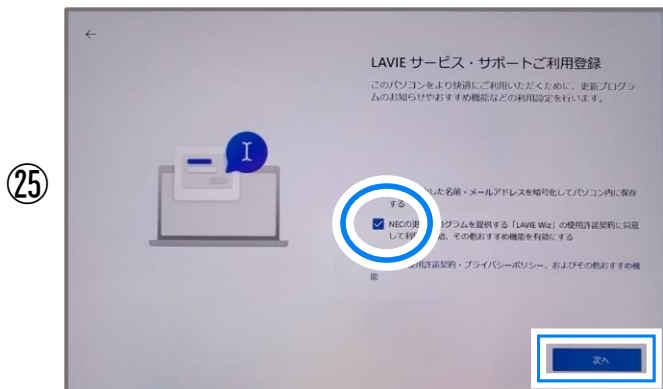 ㉕
LAVIE サービス・サポートご利用登録
このパソコンをより快適にご利用いただくために、更新プログラ
ムのお知らせやおすすめ機能などの利用設定を行います。
した名前・メールアドレスを暗号化してパソコン内に保存
する
NECの更 ログラムを提供する「LAVIE Wiz」の使用許諾契約に同意
して利 、その他おすすめ機能を有効にする
使用許諾契約・プライバシーポリシー、およびその他おすすめ機
能
次へ